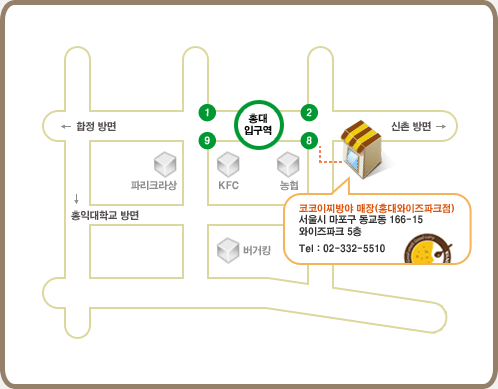 1
홍대
입구역
2
← 합정 방면
신촌 방면 →
9
8
파리크라상
KFC
농협
↓
홍익대학교 방면
코코이찌방야 매장(홍대와이즈파크점)
서울시 마포구 동교동 166-15
와이즈파크 5층
Tel : 02-332-5510
버거킹